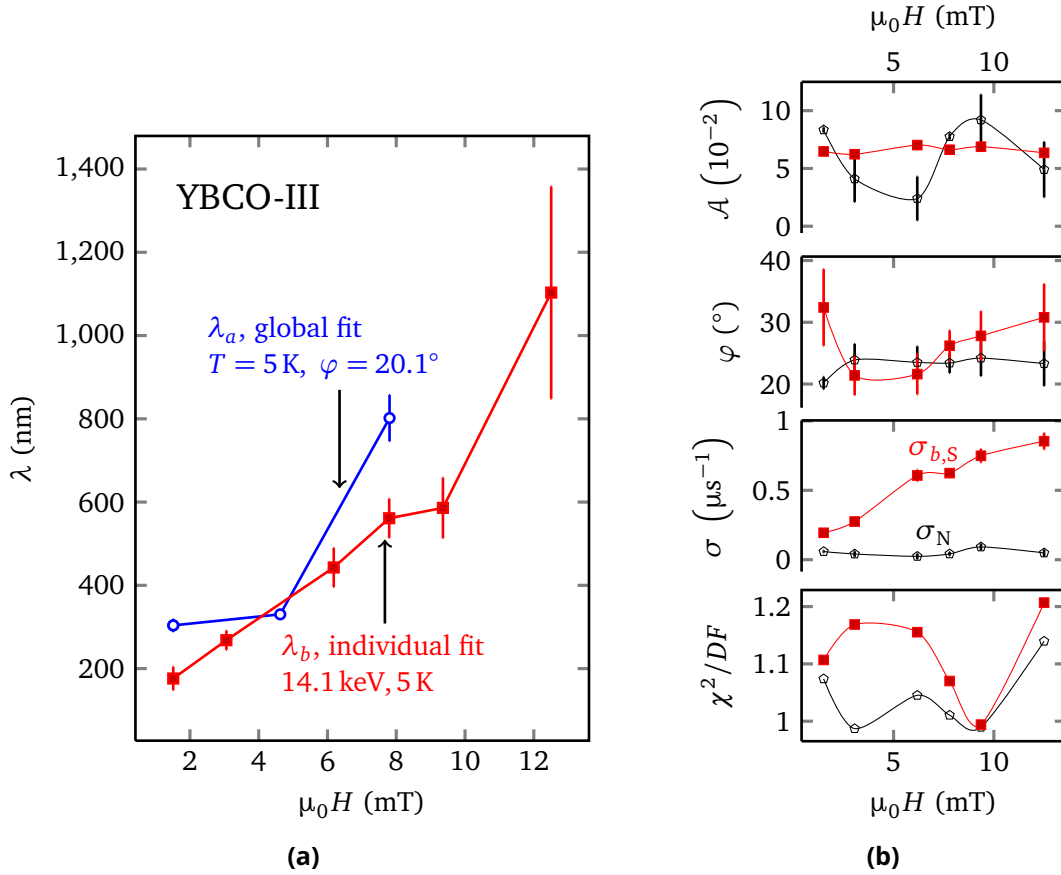 YBCO-III
λa, global fit
T = 5 K, φ = 20.1°
λb, individual fit
14.1 keV, 5 K
λ (nm)
1,400
1,200
1,000
800
600
400
200
2 4 6 8 10 12
μ0H (mT)
(a)
μ0H (mT)
5 10
𝒜 (10−2)
10
5
0
φ (°)
40
30
20
σ (μs−1)
1
0.5
0
σb,S
σN
χ2/DF
1.2
1.1
1
5 10
μ0H (mT)
(b)